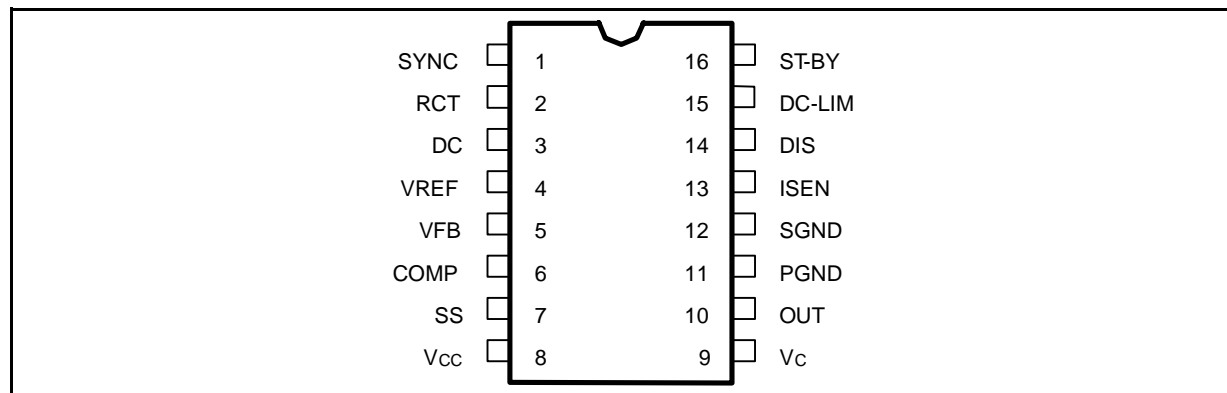 SYNC 1 16 ST-BY
RCT 2 15 DC-LIM
DC 3 14 DIS
VREF 4 13 ISEN
VFB 5 12 SGND
COMP 6 11 PGND
SS 7 10 OUT
VCC 8 9 VC